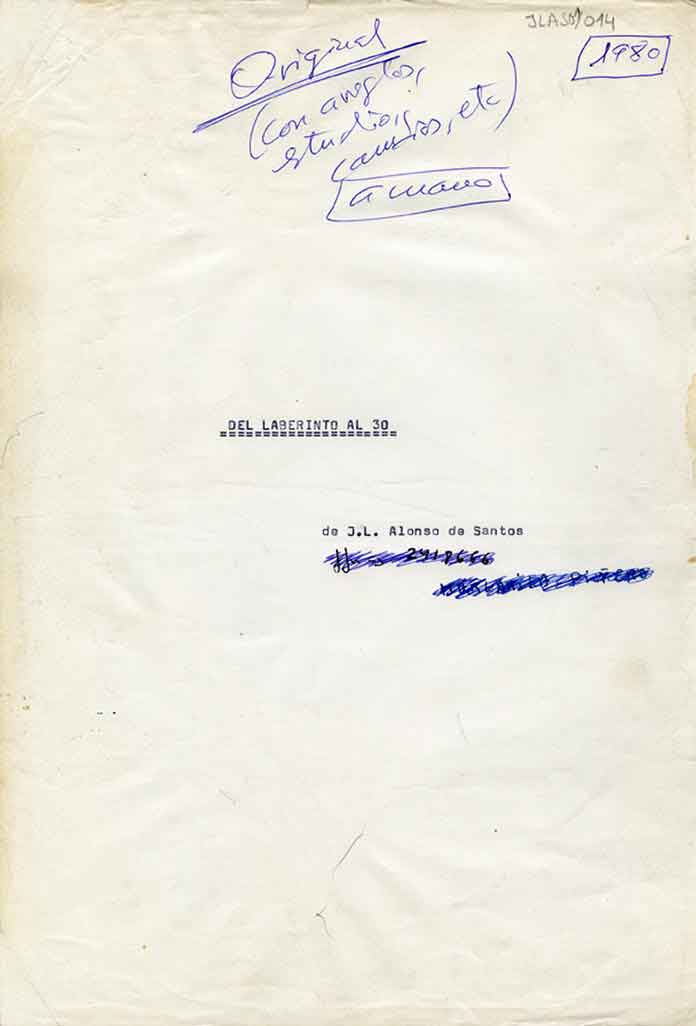 JLASD/014
1980
Original
(con arreglos,
estudios,
cambios, etc)
a mano
DEL LABERINTO AL 30
de J.L. Alonso de Santos